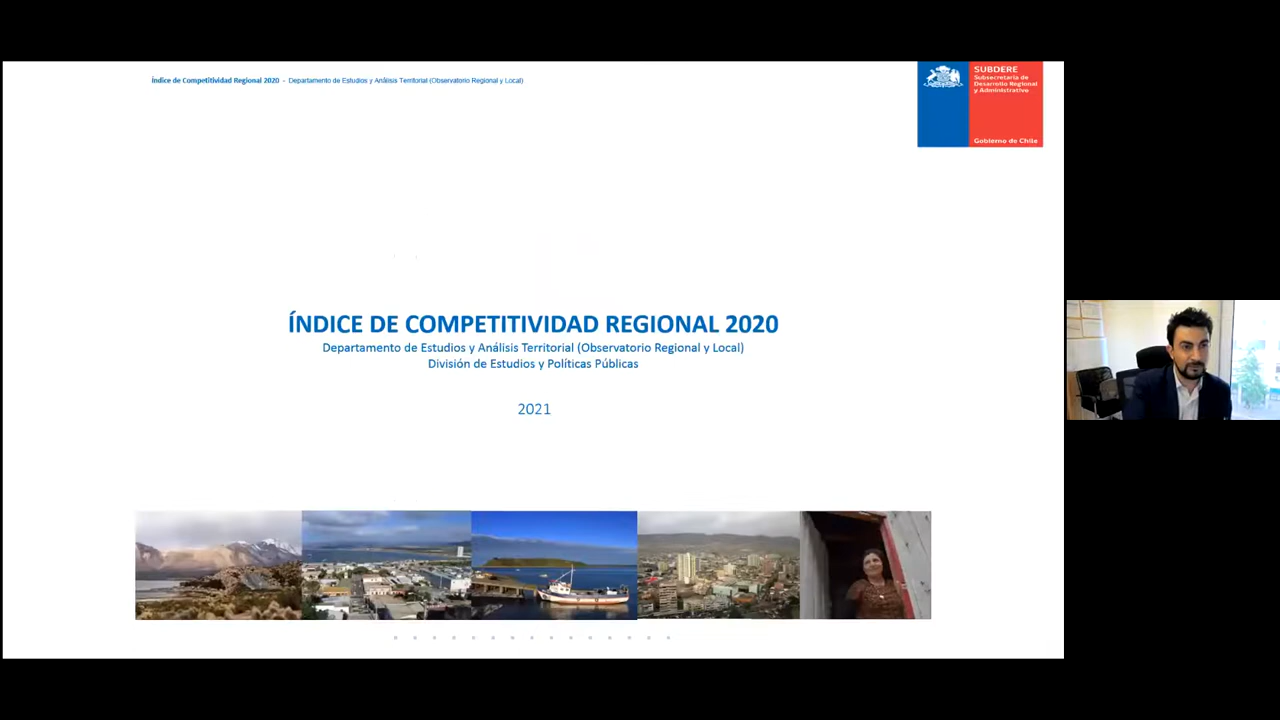 Índice de Competitividad Regional 2020 - Departamento de Estudios y Análisis Territorial (Observatorio Regional y Local)
SUBDERE
Subsecretaría de
Desarrollo Regional
y Administrativo
Gobierno de Chile
ÍNDICE DE COMPETITIVIDAD REGIONAL 2020
Departamento de Estudios y Análisis Territorial (Observatorio Regional y Local)
División de Estudios y Políticas Públicas
2021